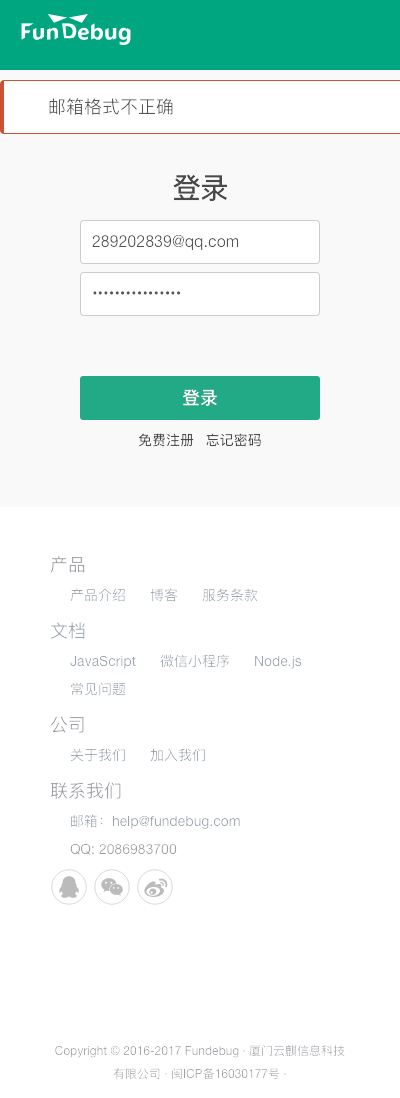 FunDebug
邮箱格式不正确
登录
289202839@qq.com
••••••••••••••••
登录
免费注册 忘记密码
产品
产品介绍 博客 服务条款
文档
JavaScript 微信小程序 Node.js
常见问题
公司
关于我们 加入我们
联系我们
邮箱：help@fundebug.com
QQ: 2086983700
Copyright © 2016-2017 Fundebug · 厦门云麒信息科技
有限公司 · 闽ICP备16030177号 ·